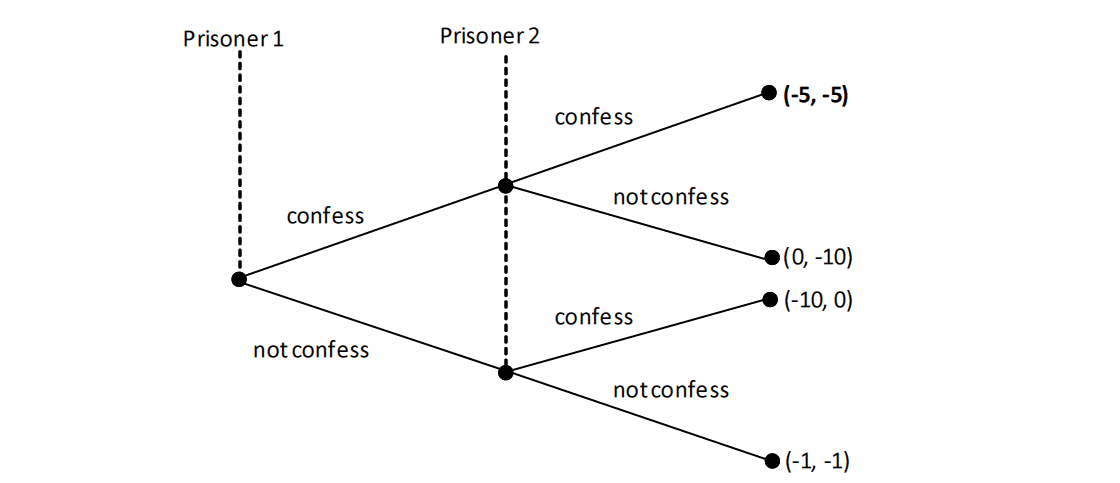 Prisoner 1
Prisoner 2
confess
(-5, -5)
not confess
confess
(0, -10)
(-10, 0)
confess
not confess
not confess
(-1, -1)